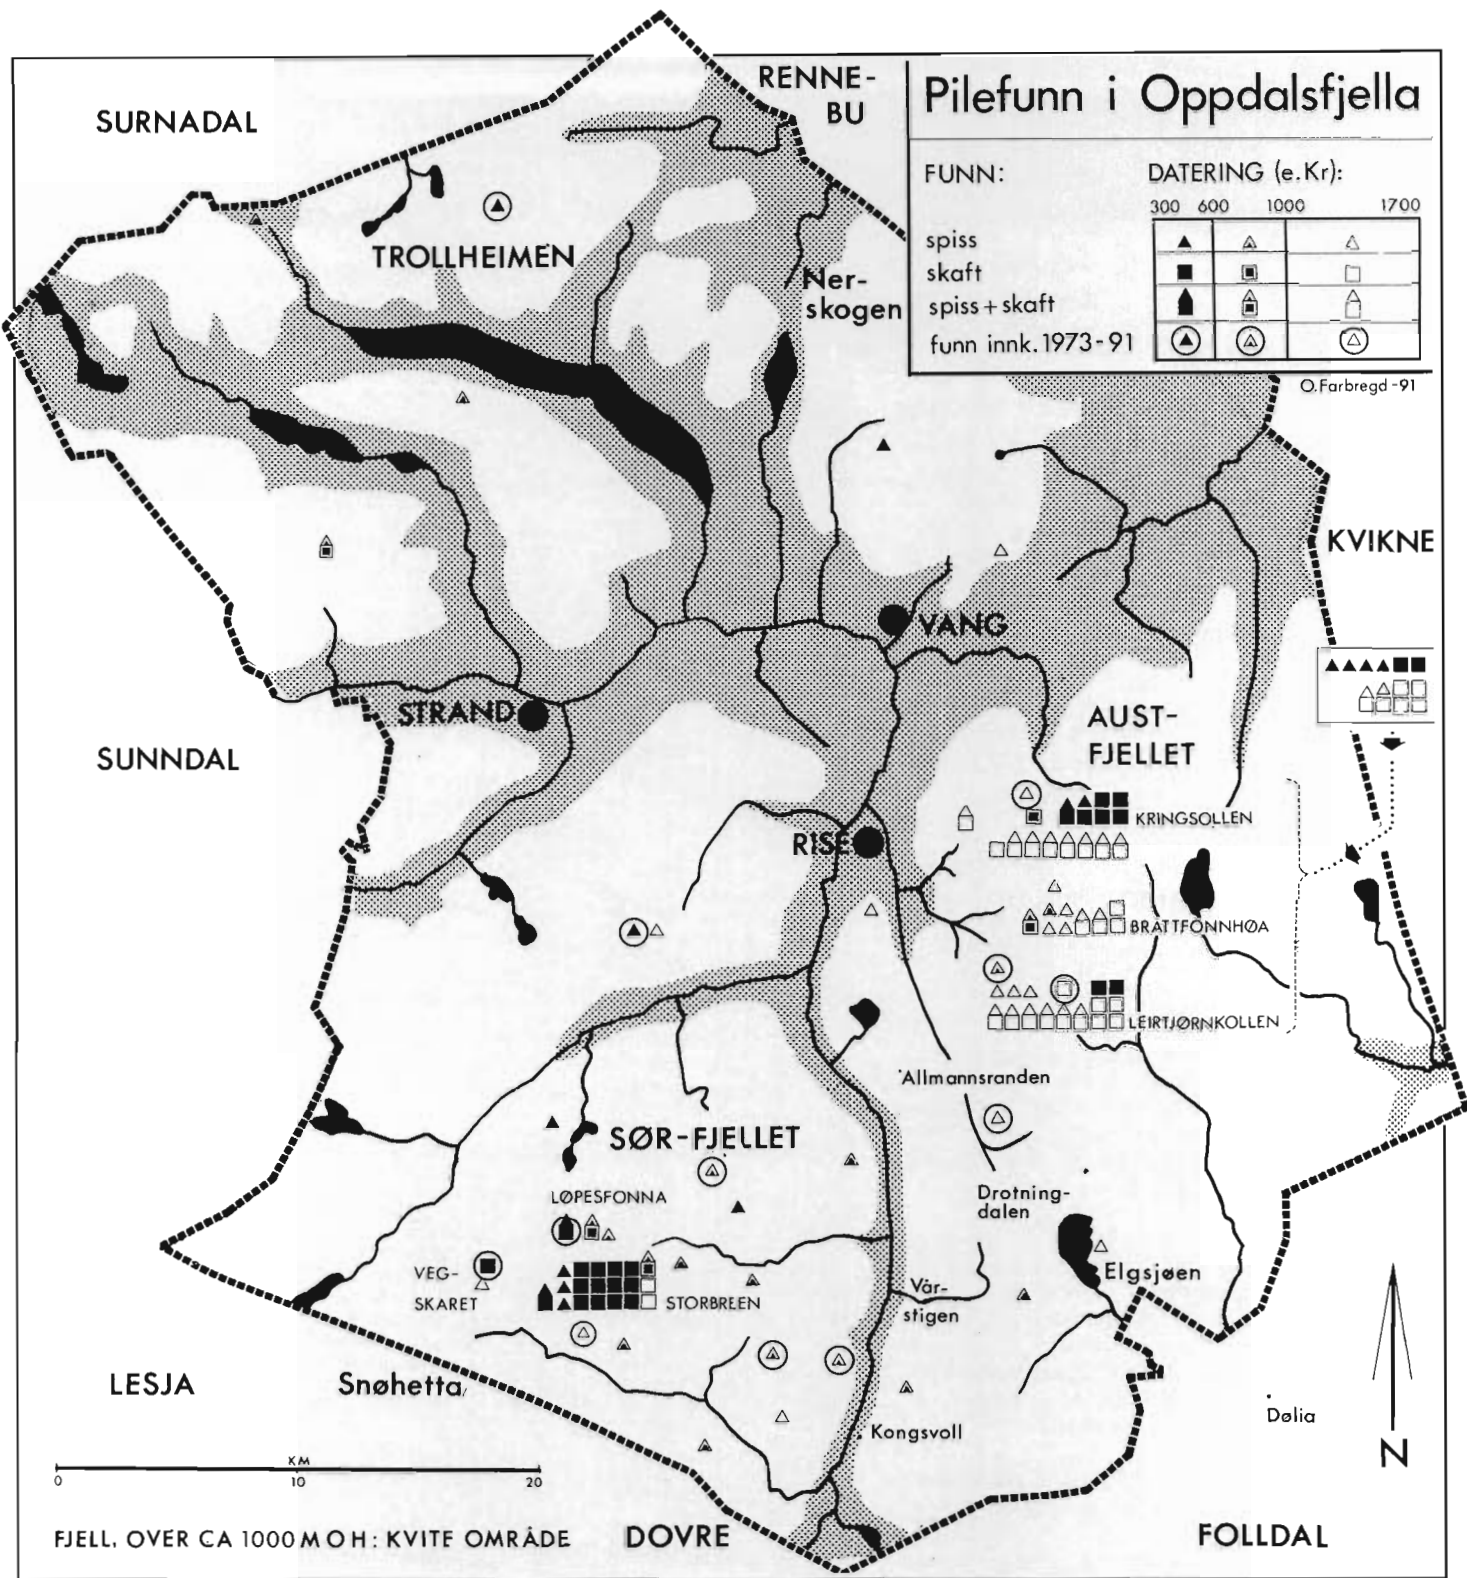 Pilefunn i Oppdalsfjella
FUNN:
DATERING (e.Kr):
300 600 1000 1700
spiss
skaft
spiss+skaft
funn innk. 1973-91
O. Farbregd -91
SURNADAL
RENNE-
BU
TROLLHEIMEN
Ner-
skogen
KVIKNE
VANG
STRAND
SUNNDAL
AUST-
FJELLET
KRINGSOLLEN
RISE
BRATTFONNHØA
LEIRTJØRNKOLLEN
Allmannsranden
SØR-FJELLET
LØPESFONNA
Drotning-
dalen
VEG-
SKARET
STORBREEN
Elgsjøen
Vår-
stigen
LESJA
Snøhetta
Kongsvoll
Dølia
N
KM
0 10 20
FJELL, OVER CA 1000 M O H: KVITE OMRÅDE
DOVRE
FOLLDAL